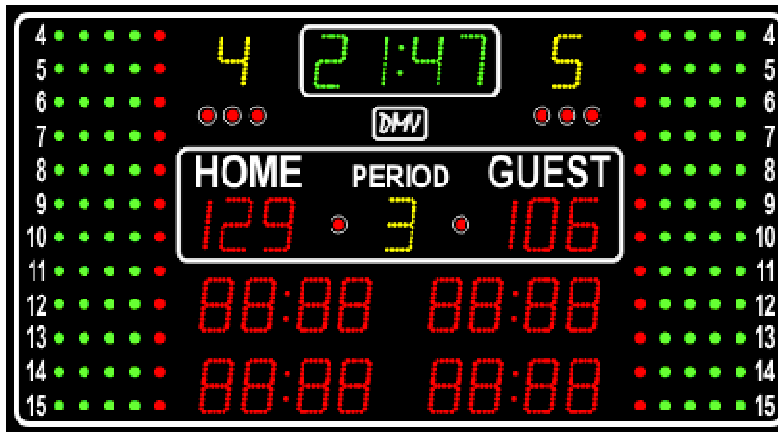 4 4 21:47 5 4
5 5
6 6
7 DMV 7
8 HOME PERIOD GUEST 8
9 9
10 129 3 106 10
11 11
12 88:88 88:88 12
13 13
14 88:88 88:88 14
15 15